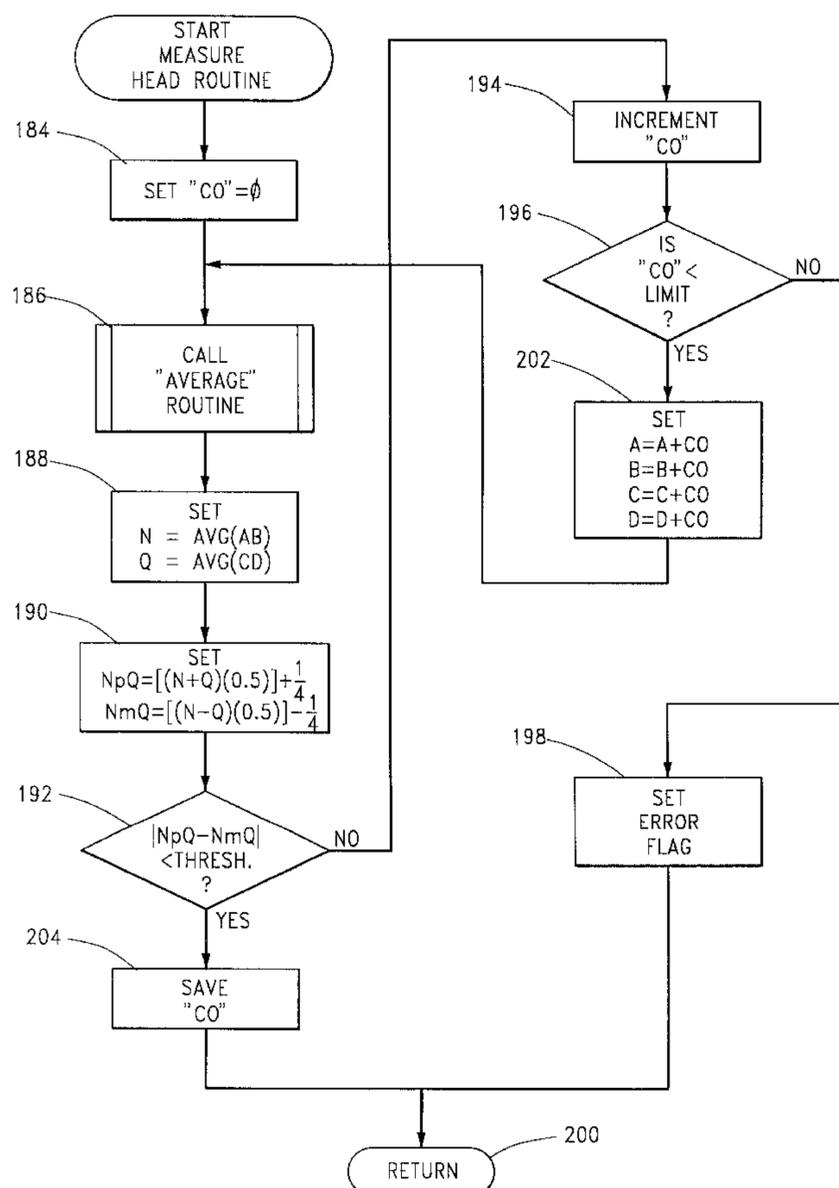 START
MEASURE
HEAD ROUTINE
184
SET "CO"=∅
186
CALL
"AVERAGE"
ROUTINE
188
SET
N = AVG(AB)
Q = AVG(CD)
190
SET
NpQ=[(N+Q)(0.5)]+1/4
NmQ=[(N-Q)(0.5)]-1/4
192
|NpQ-NmQ|
<THRESH.
?
NO
YES
204
SAVE
"CO"
194
INCREMENT
"CO"
196
IS
"CO"<
LIMIT
?
NO
YES
202
SET
A=A+CO
B=B+CO
C=C+CO
D=D+CO
198
SET
ERROR
FLAG
200
RETURN